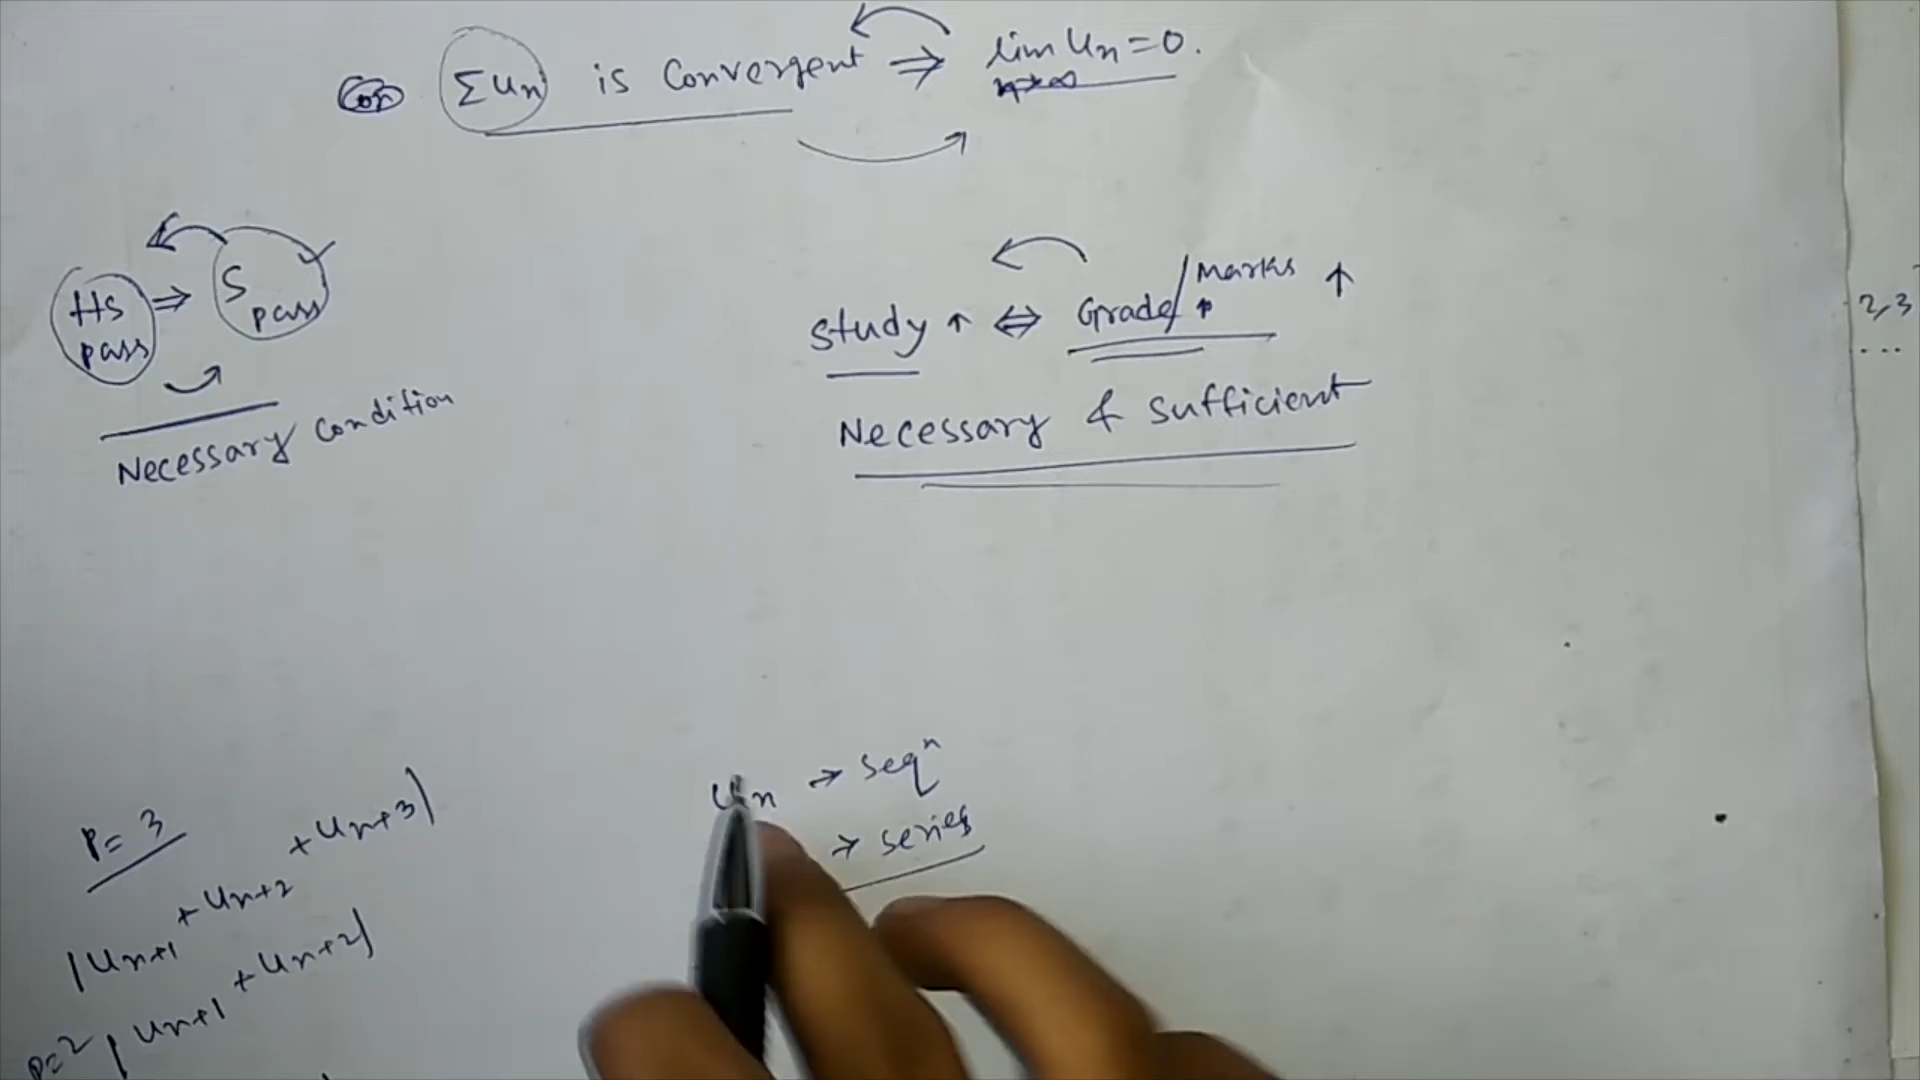 Cor Σun is Convergent ⇒ lim un = 0.
n→∞
HS pass ⇒ S pass
Necessary condition
Study ↑ ⇔ Grade/Marks ↑ ↑
Necessary & Sufficient
2,3
...
un → seqn
→ series
P=3
|un+1 + un+2 + un+3|
P=2 |un+1 + un+2|